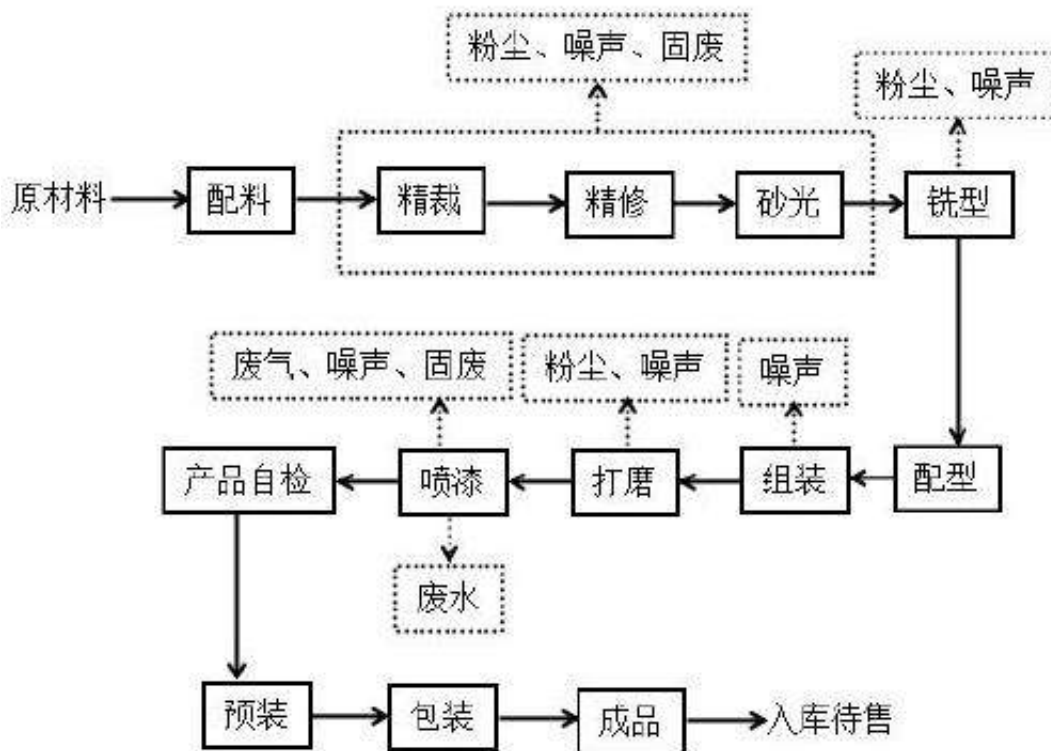 粉尘、噪声、固废
粉尘、噪声
原材料
配料
精裁
精修
砂光
铣型
废气、噪声、固废
粉尘、噪声
噪声
产品自检
喷漆
打磨
组装
配型
废水
预装
包装
成品
入库待售